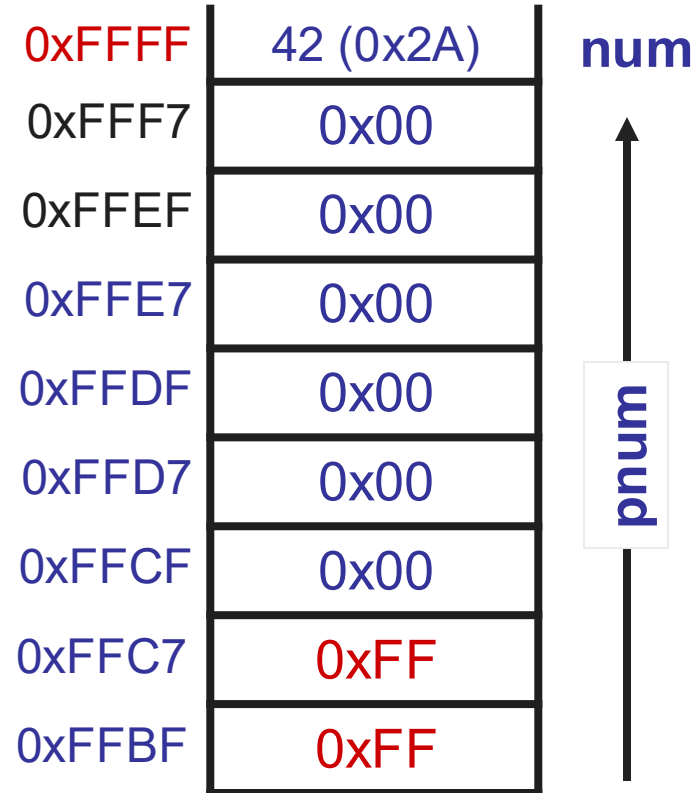 0xFFFF 42 (0x2A) num
0xFFF7 0x00
0xFFEF 0x00
0xFFE7 0x00
0xFFDF 0x00
0xFFD7 0x00
0xFFCF 0x00
0xFFC7 0xFF
0xFFBF 0xFF
pnum